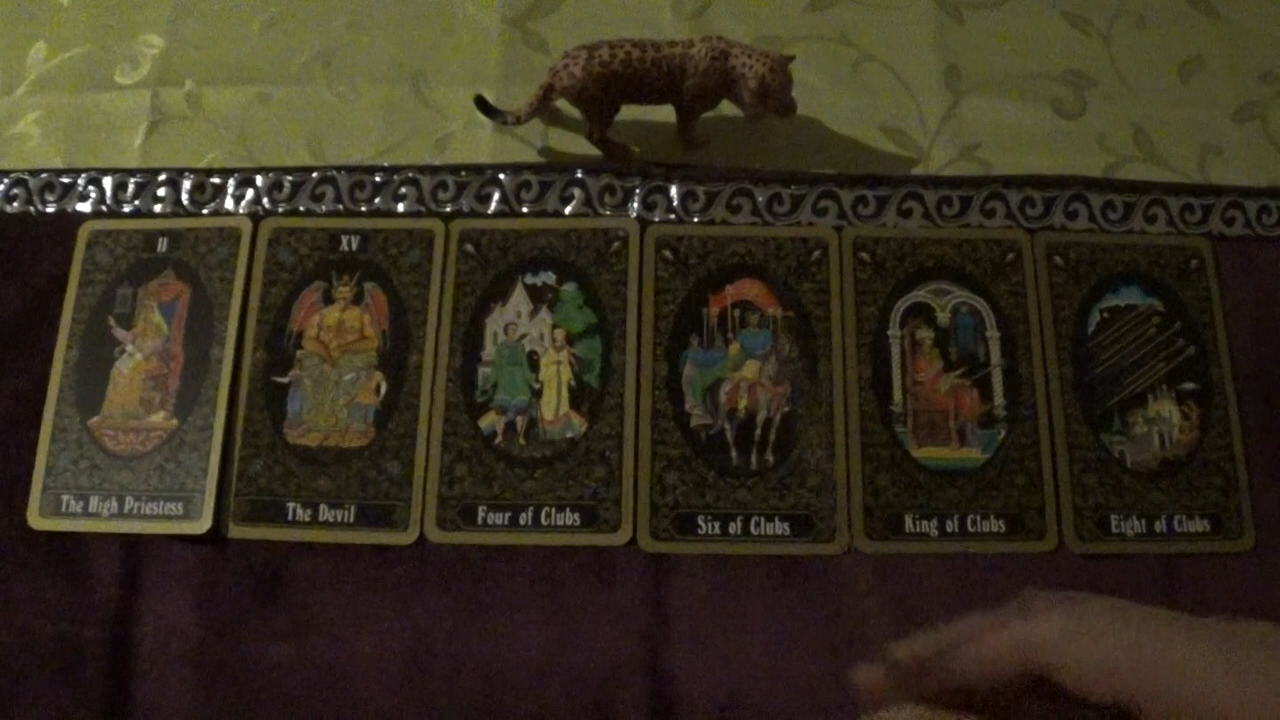 II
XV
The High Priestess
The Devil
Four of Clubs
Six of Clubs
King of Clubs
Eight of Clubs